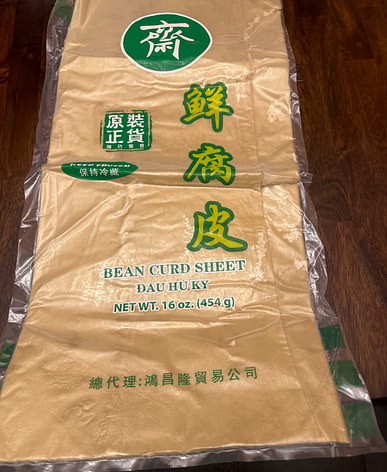 齋
原裝
正貨
鮮腐皮
KEEP FROZEN
保持冷藏
BEAN CURD SHEET
ĐAU HU KY
NET WT. 16 oz. (454 g)
總代理:鴻昌隆貿易公司